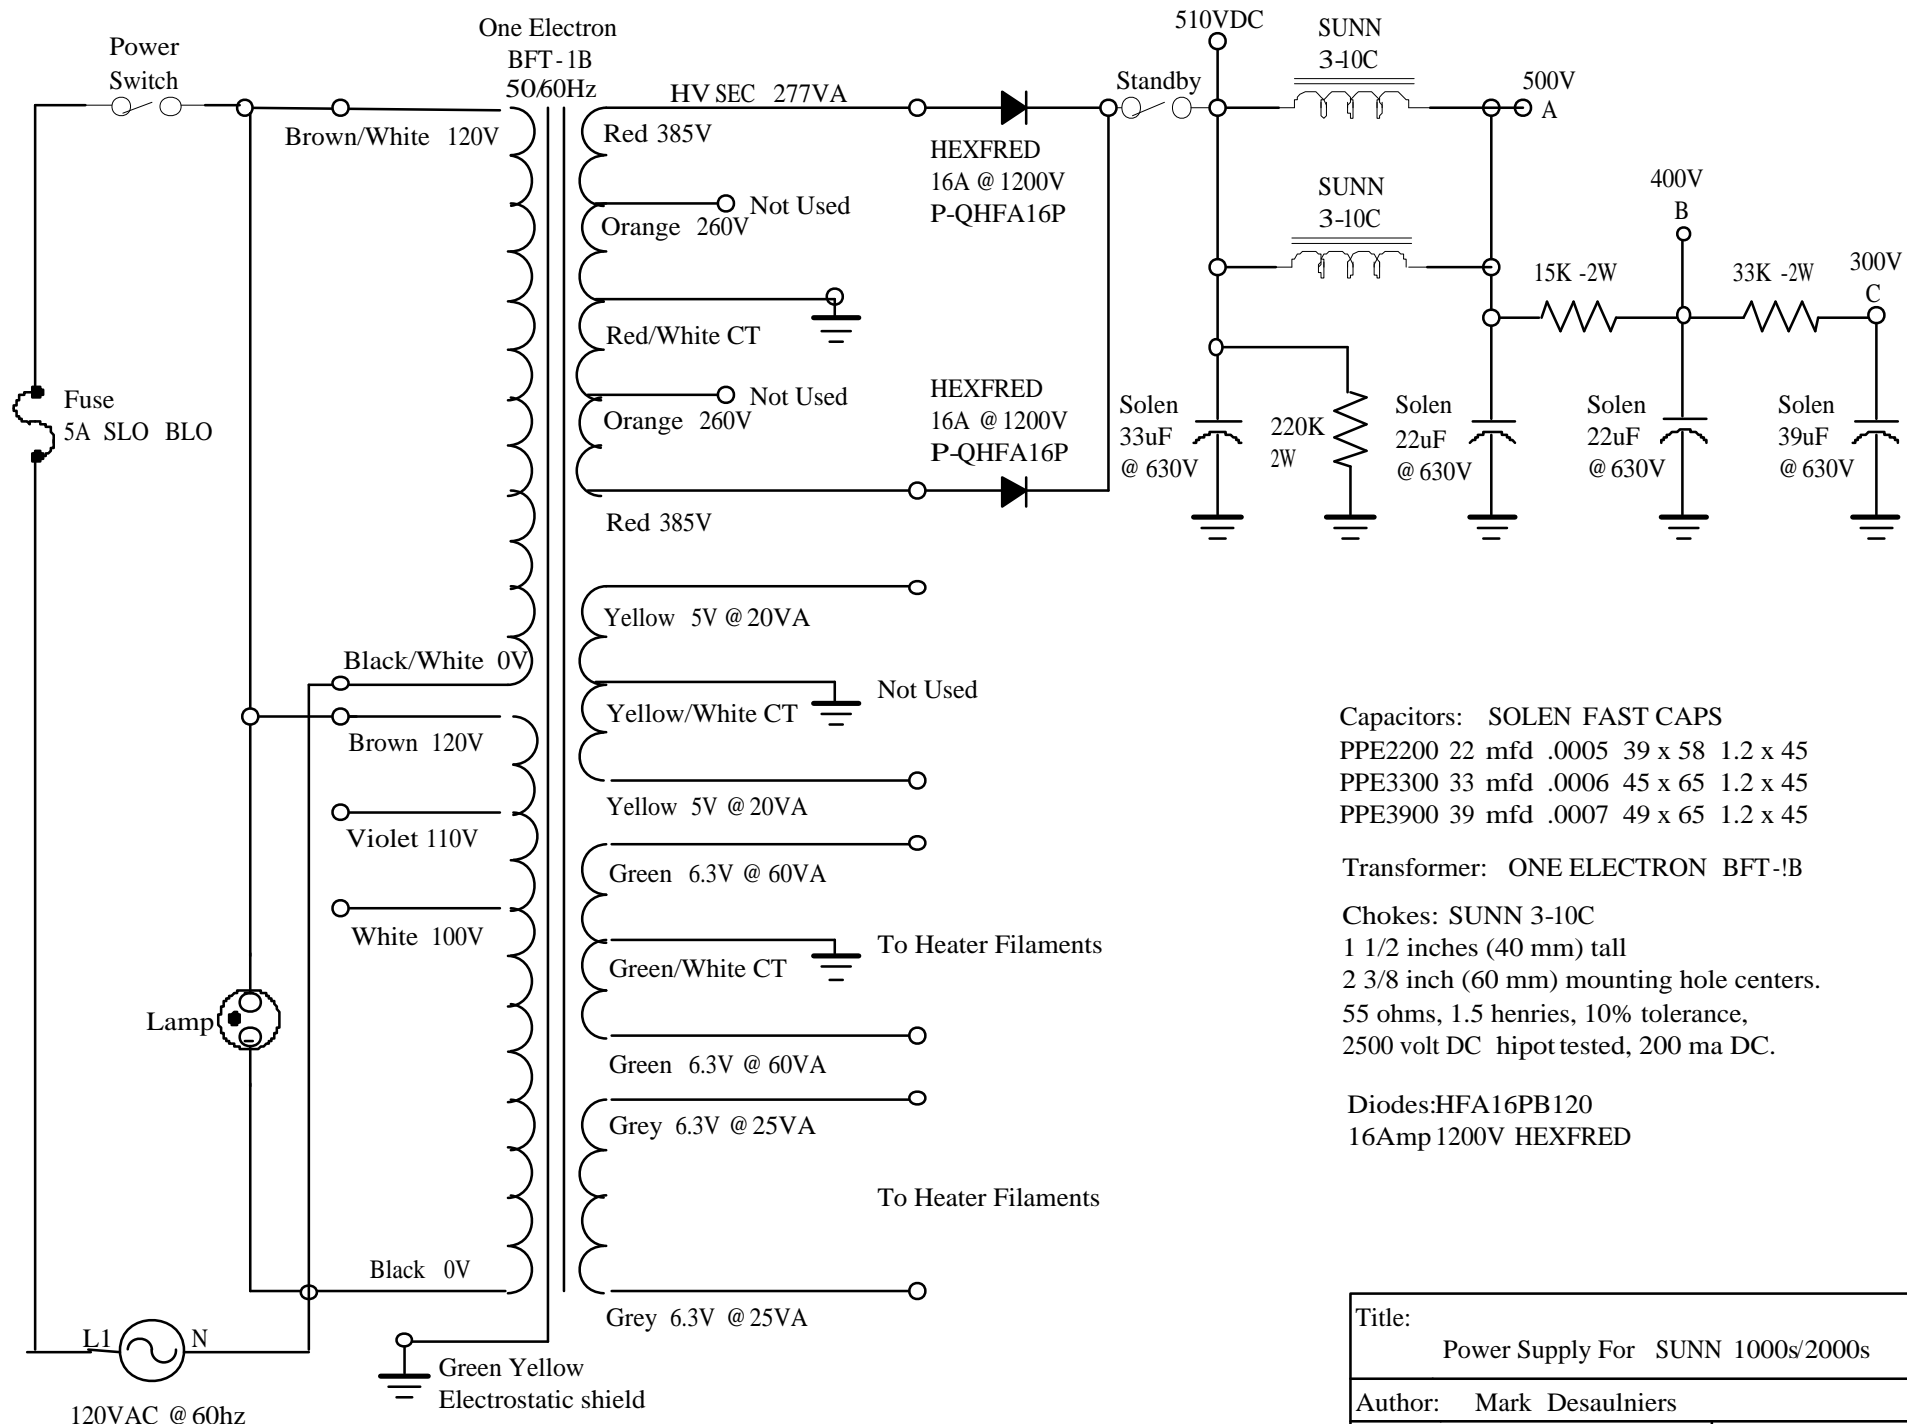 One Electron
BFT-1B
50/60Hz
Power
Switch
Brown/White 120V
HV SEC 277VA
Red 385V
Orange 260V
Not Used
Red/White CT
Not Used
Orange 260V
Red 385V
HEXFRED
16A @ 1200V
P-QHFA16P
HEXFRED
16A @ 1200V
P-QHFA16P
Standby
510VDC
SUNN
3-10C
500V
A
SUNN
3-10C
400V
B
15K -2W
33K -2W
300V
C
Solen
33uF
@ 630V
220K
2W
Solen
22uF
@ 630V
Solen
22uF
@ 630V
Solen
39uF
@ 630V
Fuse
5A SLO BLO
Black/White 0V
Brown 120V
Violet 110V
White 100V
Lamp
Black 0V
L1
N
120VAC @ 60hz
Yellow 5V @ 20VA
Yellow/White CT
Not Used
Yellow 5V @ 20VA
Green 6.3V @ 60VA
Green/White CT
To Heater Filaments
Green 6.3V @ 60VA
Grey 6.3V @ 25VA
To Heater Filaments
Grey 6.3V @ 25VA
Green Yellow
Electrostatic shield
Capacitors: SOLEN FAST CAPS
PPE2200 22 mfd .0005 39 x 58 1.2 x 45
PPE3300 33 mfd .0006 45 x 65 1.2 x 45
PPE3900 39 mfd .0007 49 x 65 1.2 x 45
Transformer: ONE ELECTRON BFT-!B
Chokes: SUNN 3-10C
1 1/2 inches (40 mm) tall
2 3/8 inch (60 mm) mounting hole centers.
55 ohms, 1.5 henries, 10% tolerance,
2500 volt DC hipot tested, 200 ma DC.
Diodes:HFA16PB120
16Amp 1200V HEXFRED
Title:
Power Supply For SUNN 1000s/2000s
Author: Mark Desaulniers